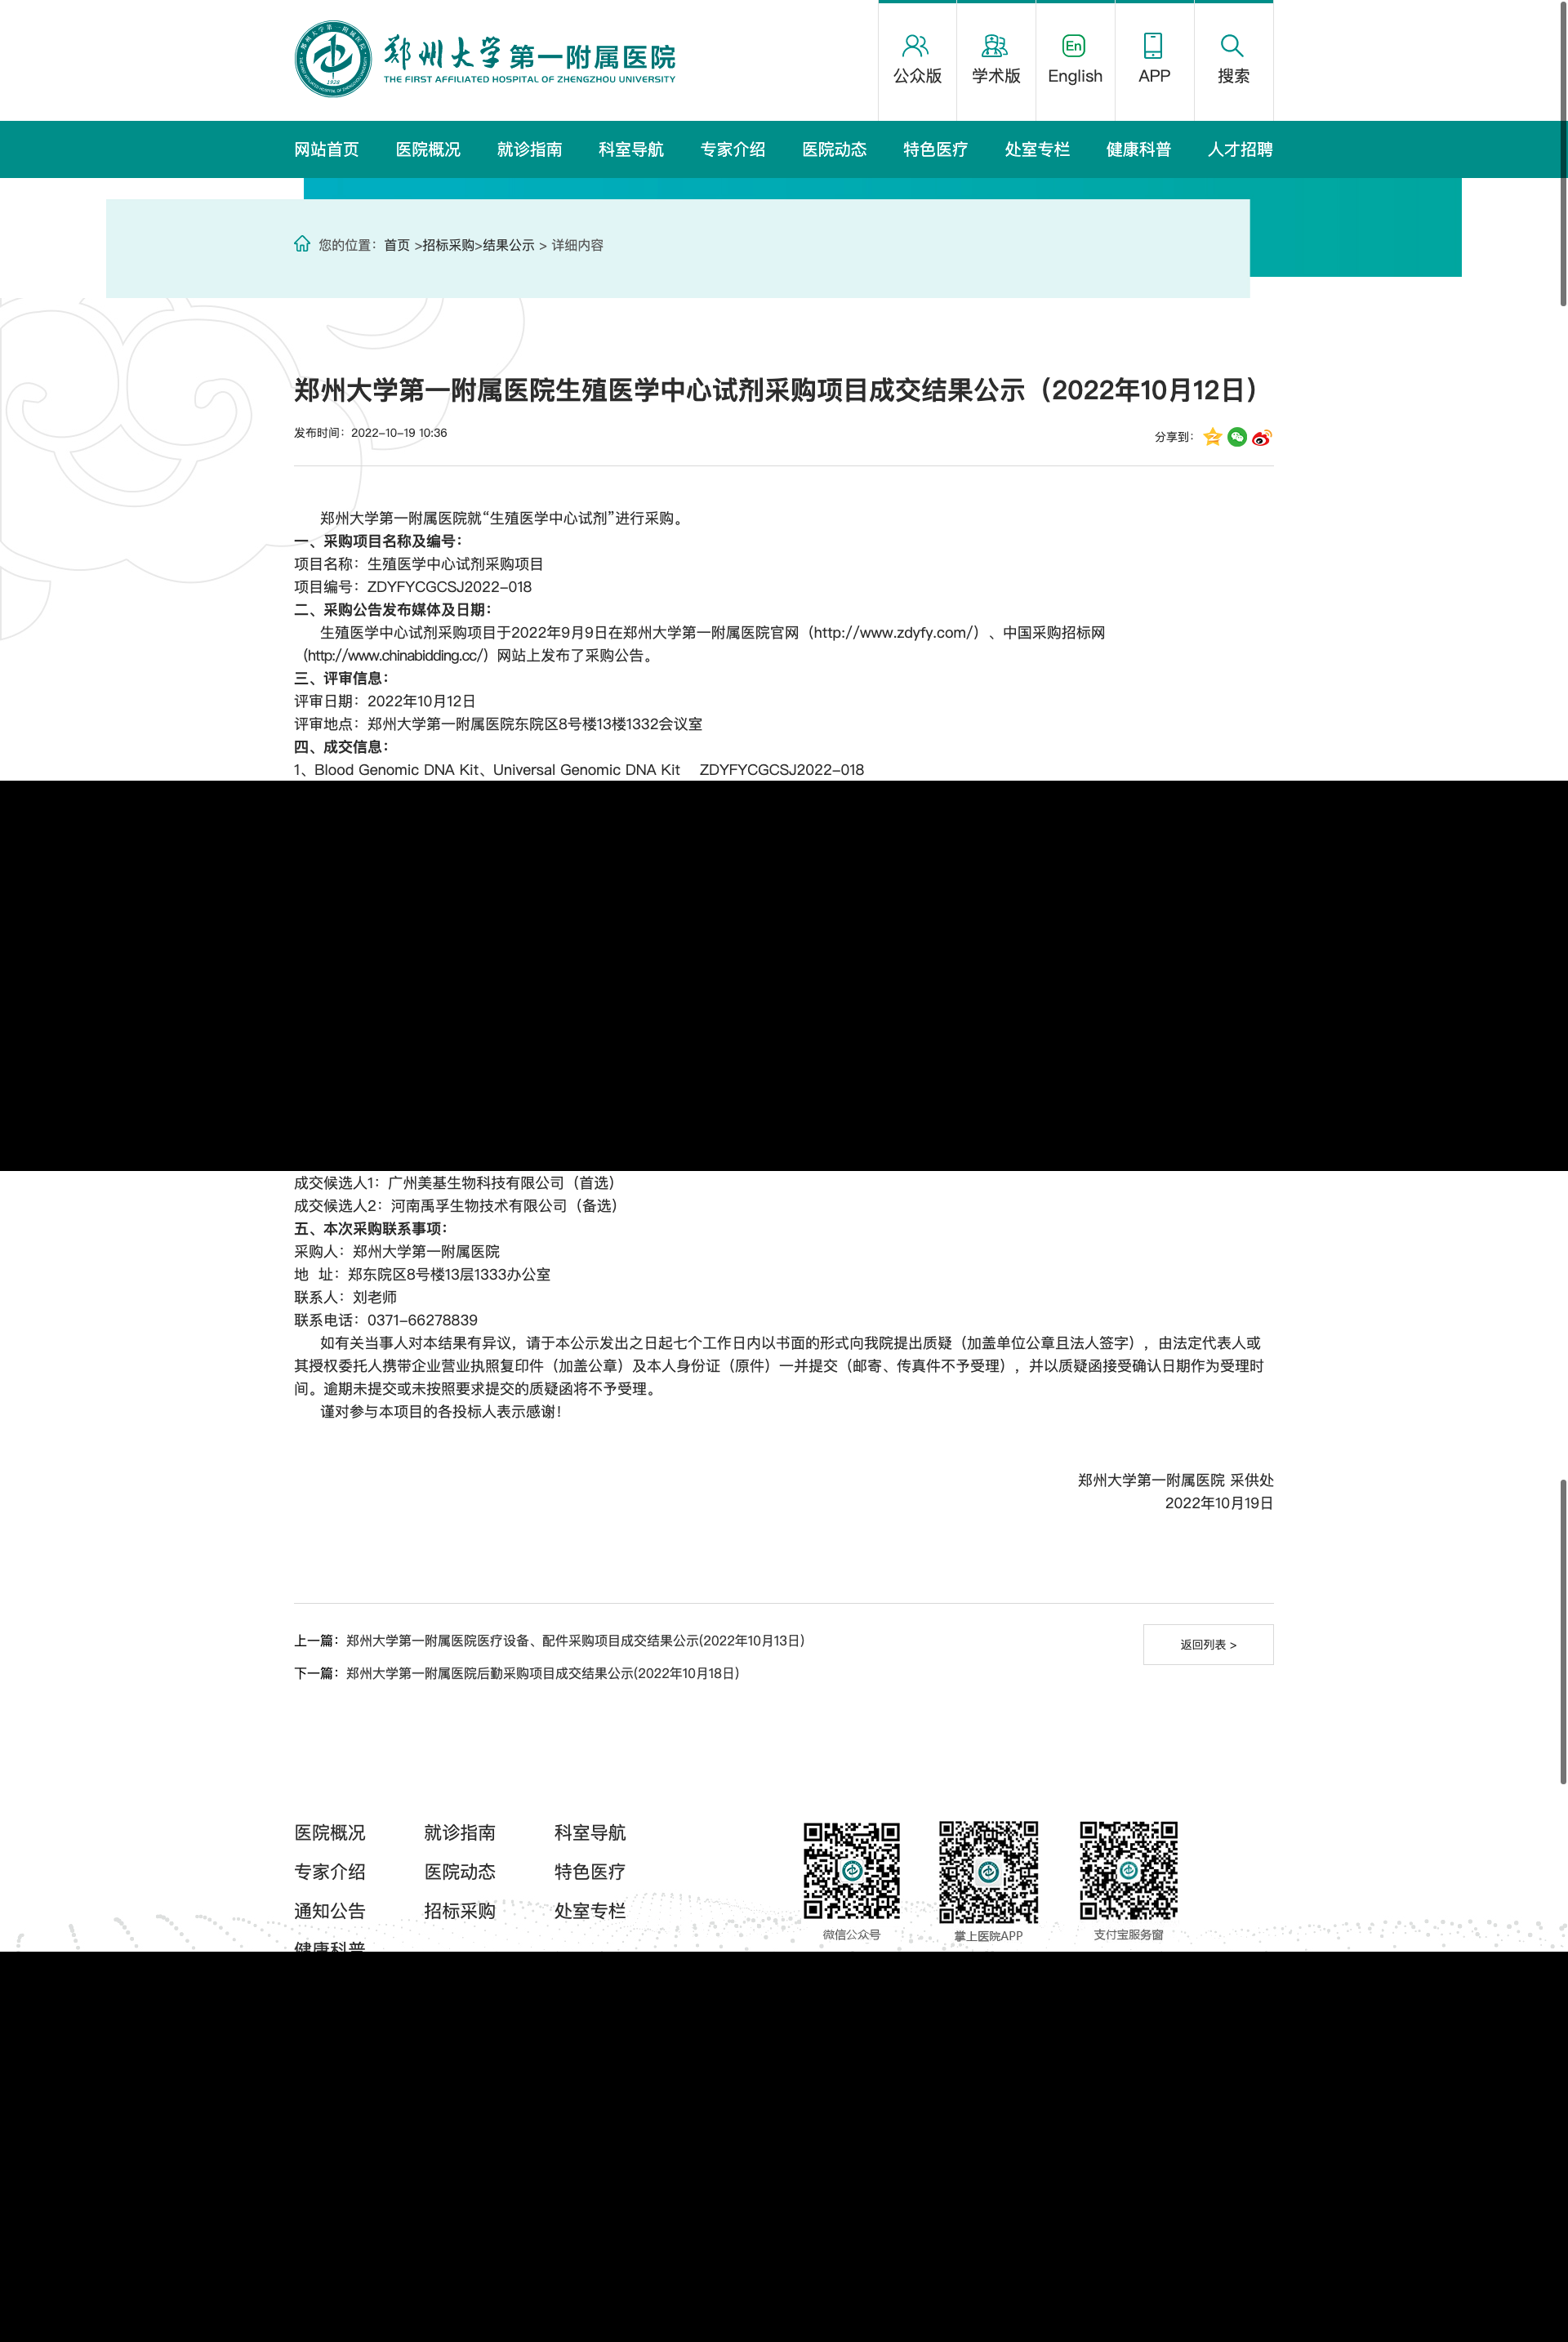 郑州大学第一附属医院
THE FIRST AFFILIATED HOSPITAL OF ZHENGZHOU UNIVERSITY
公众版
学术版
En
English
APP
搜索
网站首页 医院概况 就诊指南 科室导航 专家介绍 医院动态 特色医疗 处室专栏 健康科普 人才招聘
您的位置：首页 >招标采购>结果公示 > 详细内容
郑州大学第一附属医院生殖医学中心试剂采购项目成交结果公示（2022年10月12日）
发布时间：2022-10-19 10:36
分享到：
郑州大学第一附属医院就“生殖医学中心试剂”进行采购。
一、采购项目名称及编号：
项目名称：生殖医学中心试剂采购项目
项目编号：ZDYFYCGCSJ2022-018
二、采购公告发布媒体及日期：
生殖医学中心试剂采购项目于2022年9月9日在郑州大学第一附属医院官网（http://www.zdyfy.com/）、中国采购招标网
（http://www.chinabidding.cc/）网站上发布了采购公告。
三、评审信息：
评审日期：2022年10月12日
评审地点：郑州大学第一附属医院东院区8号楼13楼1332会议室
四、成交信息：
1、Blood Genomic DNA Kit、Universal Genomic DNA Kit ZDYFYCGCSJ2022-018
成交候选人1：广州美基生物科技有限公司（首选）
成交候选人2：河南禹孚生物技术有限公司（备选）
五、本次采购联系事项：
采购人：郑州大学第一附属医院
地 址：郑东院区8号楼13层1333办公室
联系人：刘老师
联系电话：0371-66278839
如有关当事人对本结果有异议，请于本公示发出之日起七个工作日内以书面的形式向我院提出质疑（加盖单位公章且法人签字），由法定代表人或
其授权委托人携带企业营业执照复印件（加盖公章）及本人身份证（原件）一并提交（邮寄、传真件不予受理），并以质疑函接受确认日期作为受理时
间。逾期未提交或未按照要求提交的质疑函将不予受理。
谨对参与本项目的各投标人表示感谢！
郑州大学第一附属医院 采供处
2022年10月19日
上一篇：郑州大学第一附属医院医疗设备、配件采购项目成交结果公示(2022年10月13日)
返回列表 >
下一篇：郑州大学第一附属医院后勤采购项目成交结果公示(2022年10月18日)
医院概况 就诊指南 科室导航
专家介绍 医院动态 特色医疗
通知公告 招标采购 处室专栏
健康科普
微信公众号
掌上医院APP
支付宝服务窗